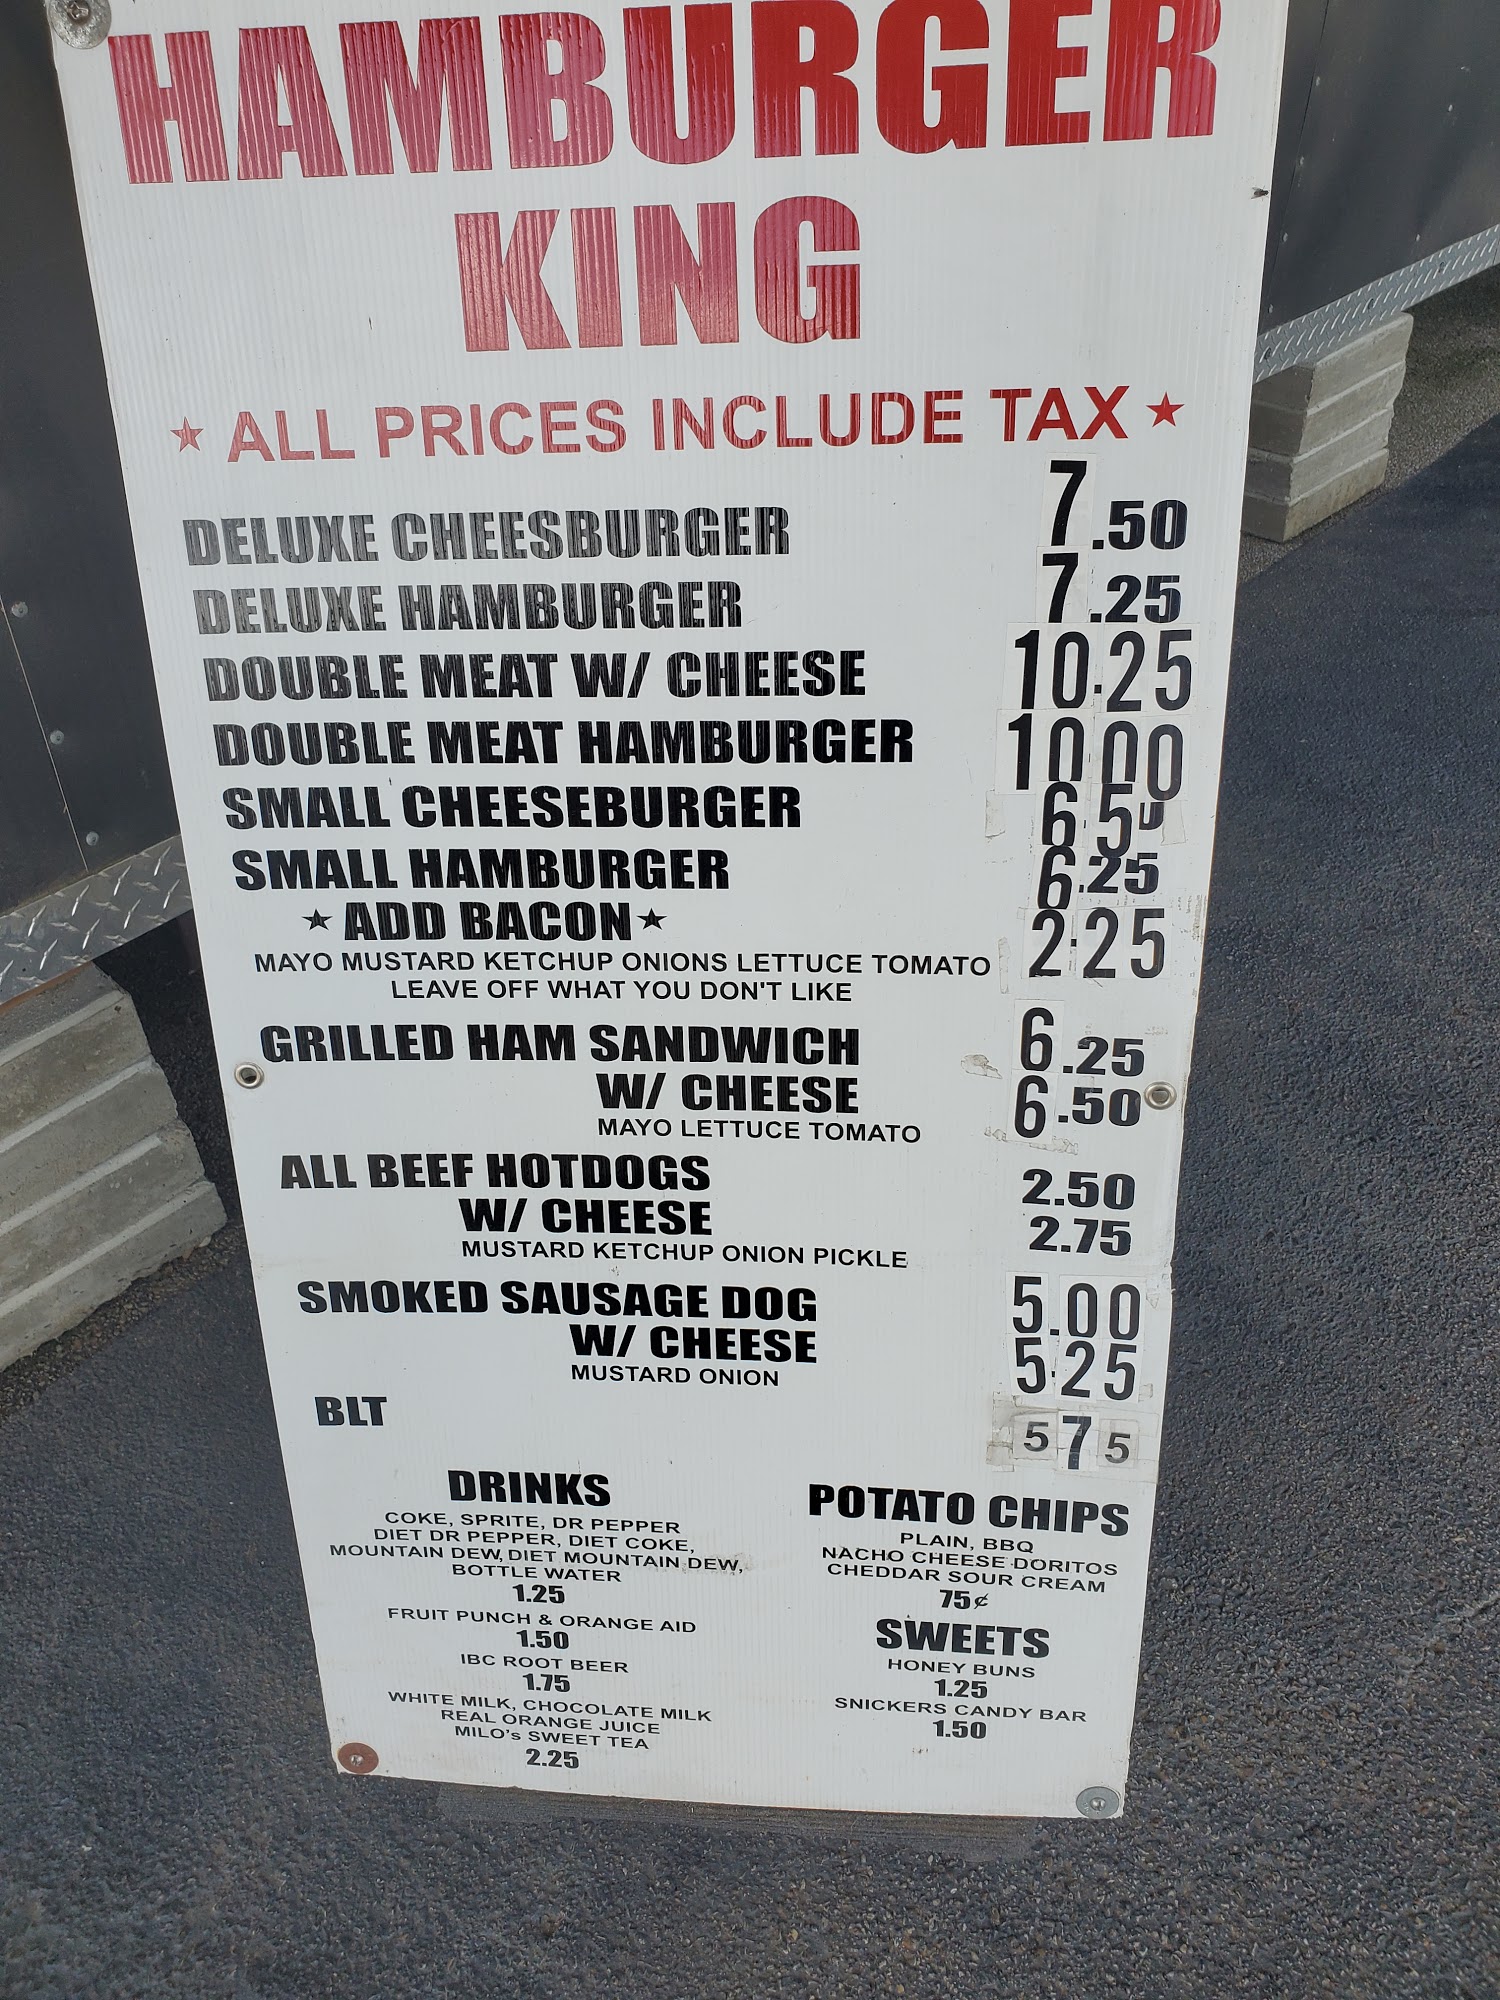 HAMBURGER
KING
★ ALL PRICES INCLUDE TAX ★
DELUXE CHEESBURGER 7.50
DELUXE HAMBURGER 7.25
DOUBLE MEAT W/ CHEESE 10.25
DOUBLE MEAT HAMBURGER 10.00
SMALL CHEESEBURGER 6.50
SMALL HAMBURGER 6.25
★ ADD BACON ★ 2.25
MAYO MUSTARD KETCHUP ONIONS LETTUCE TOMATO
LEAVE OFF WHAT YOU DON'T LIKE
GRILLED HAM SANDWICH 6.25
W/ CHEESE 6.50
MAYO LETTUCE TOMATO
ALL BEEF HOTDOGS 2.50
W/ CHEESE 2.75
MUSTARD KETCHUP ONION PICKLE
SMOKED SAUSAGE DOG 5.00
W/ CHEESE 5.25
MUSTARD ONION
BLT 5 7 5
DRINKS
COKE, SPRITE, DR PEPPER
DIET DR PEPPER, DIET COKE,
MOUNTAIN DEW, DIET MOUNTAIN DEW,
BOTTLE WATER
1.25
FRUIT PUNCH & ORANGE AID
1.50
IBC ROOT BEER
1.75
WHITE MILK, CHOCOLATE MILK
REAL ORANGE JUICE
MILO's SWEET TEA
2.25
POTATO CHIPS
PLAIN, BBQ
NACHO CHEESE DORITOS
CHEDDAR SOUR CREAM
75¢
SWEETS
HONEY BUNS
1.25
SNICKERS CANDY BAR
1.50